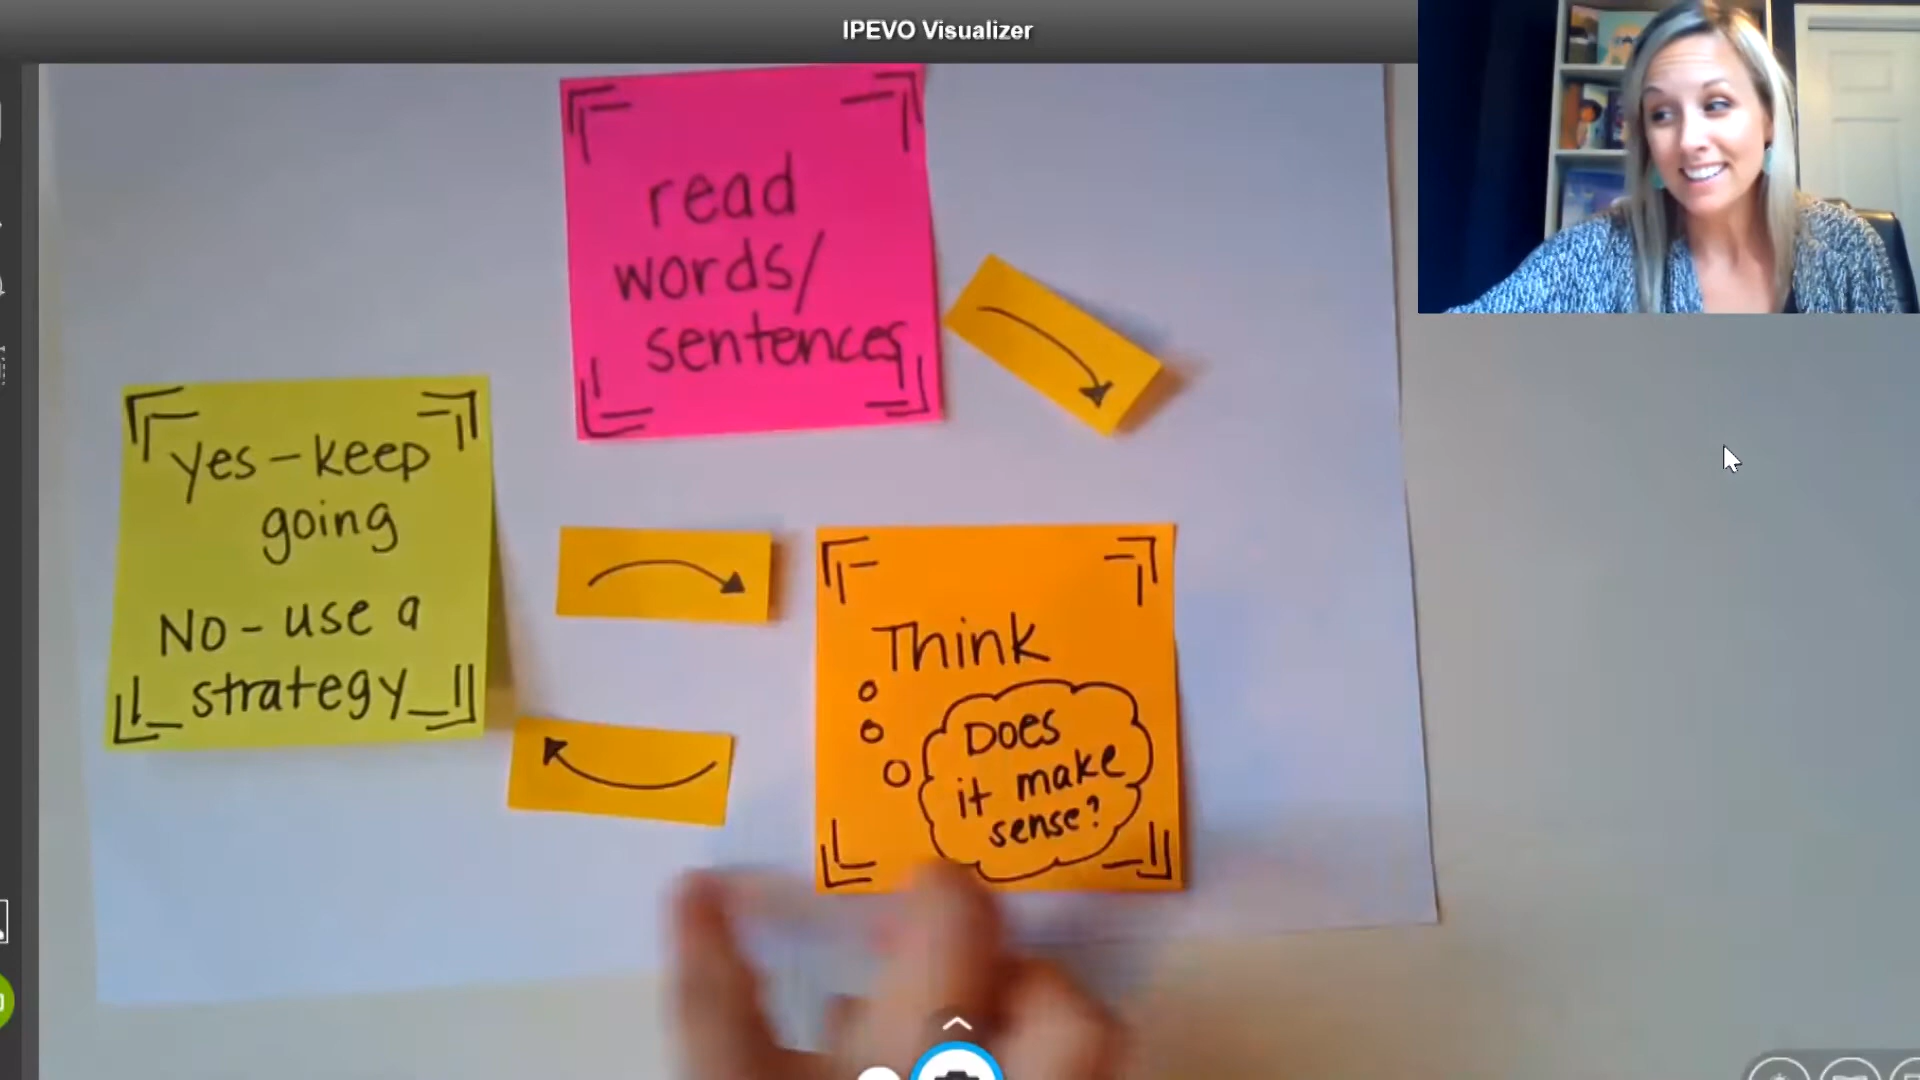 IPEVO Visualizer
read
words/
sentences
yes - keep
going
No - use a
strategy
Think
Does
it make
sense?